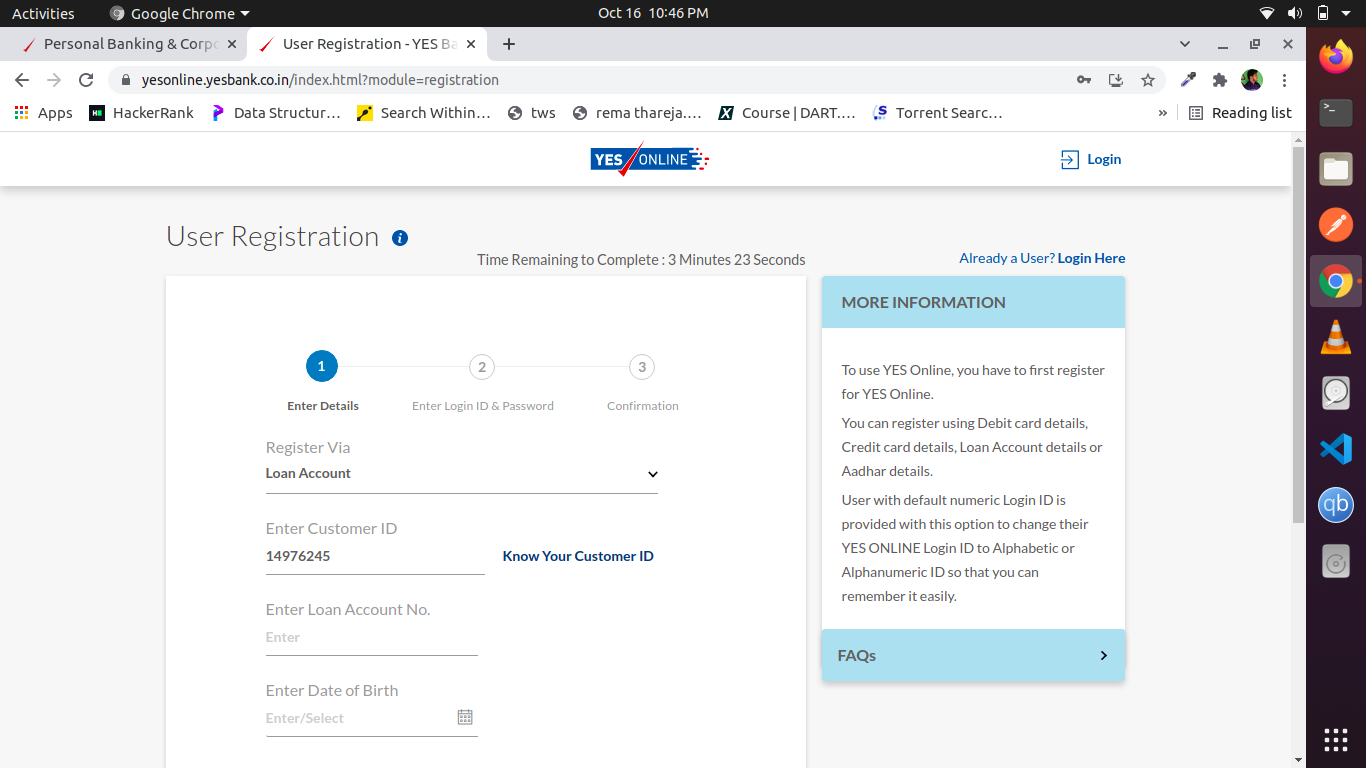 Activities
Google Chrome
Oct 16 10:46 PM
Personal Banking & Corpo
User Registration - YES Ba
yesonline.yesbank.co.in/index.html?module=registration
Apps
HackerRank
Data Structur...
Search Within...
tws
rema thareja....
Course | DART....
Torrent Searc...
»
Reading list
YES ONLINE
Login
User Registration
Time Remaining to Complete : 3 Minutes 23 Seconds
Already a User? Login Here
1
2
3
Enter Details
Enter Login ID & Password
Confirmation
Register Via
Loan Account
Enter Customer ID
14976245
Know Your Customer ID
Enter Loan Account No.
Enter
Enter Date of Birth
Enter/Select
MORE INFORMATION
To use YES Online, you have to first register
for YES Online.
You can register using Debit card details,
Credit card details, Loan Account details or
Aadhar details.
User with default numeric Login ID is
provided with this option to change their
YES ONLINE Login ID to Alphabetic or
Alphanumeric ID so that you can
remember it easily.
FAQs
qb